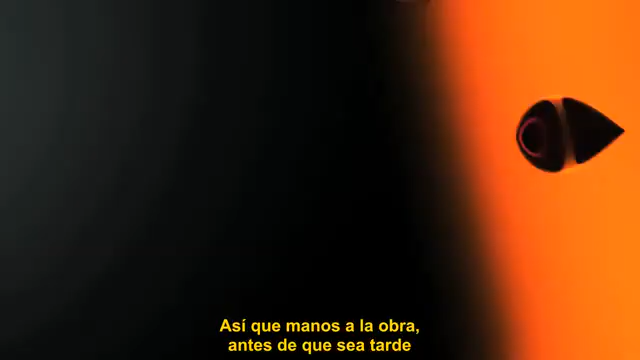 Así que manos a la obra,
antes de que sea tarde